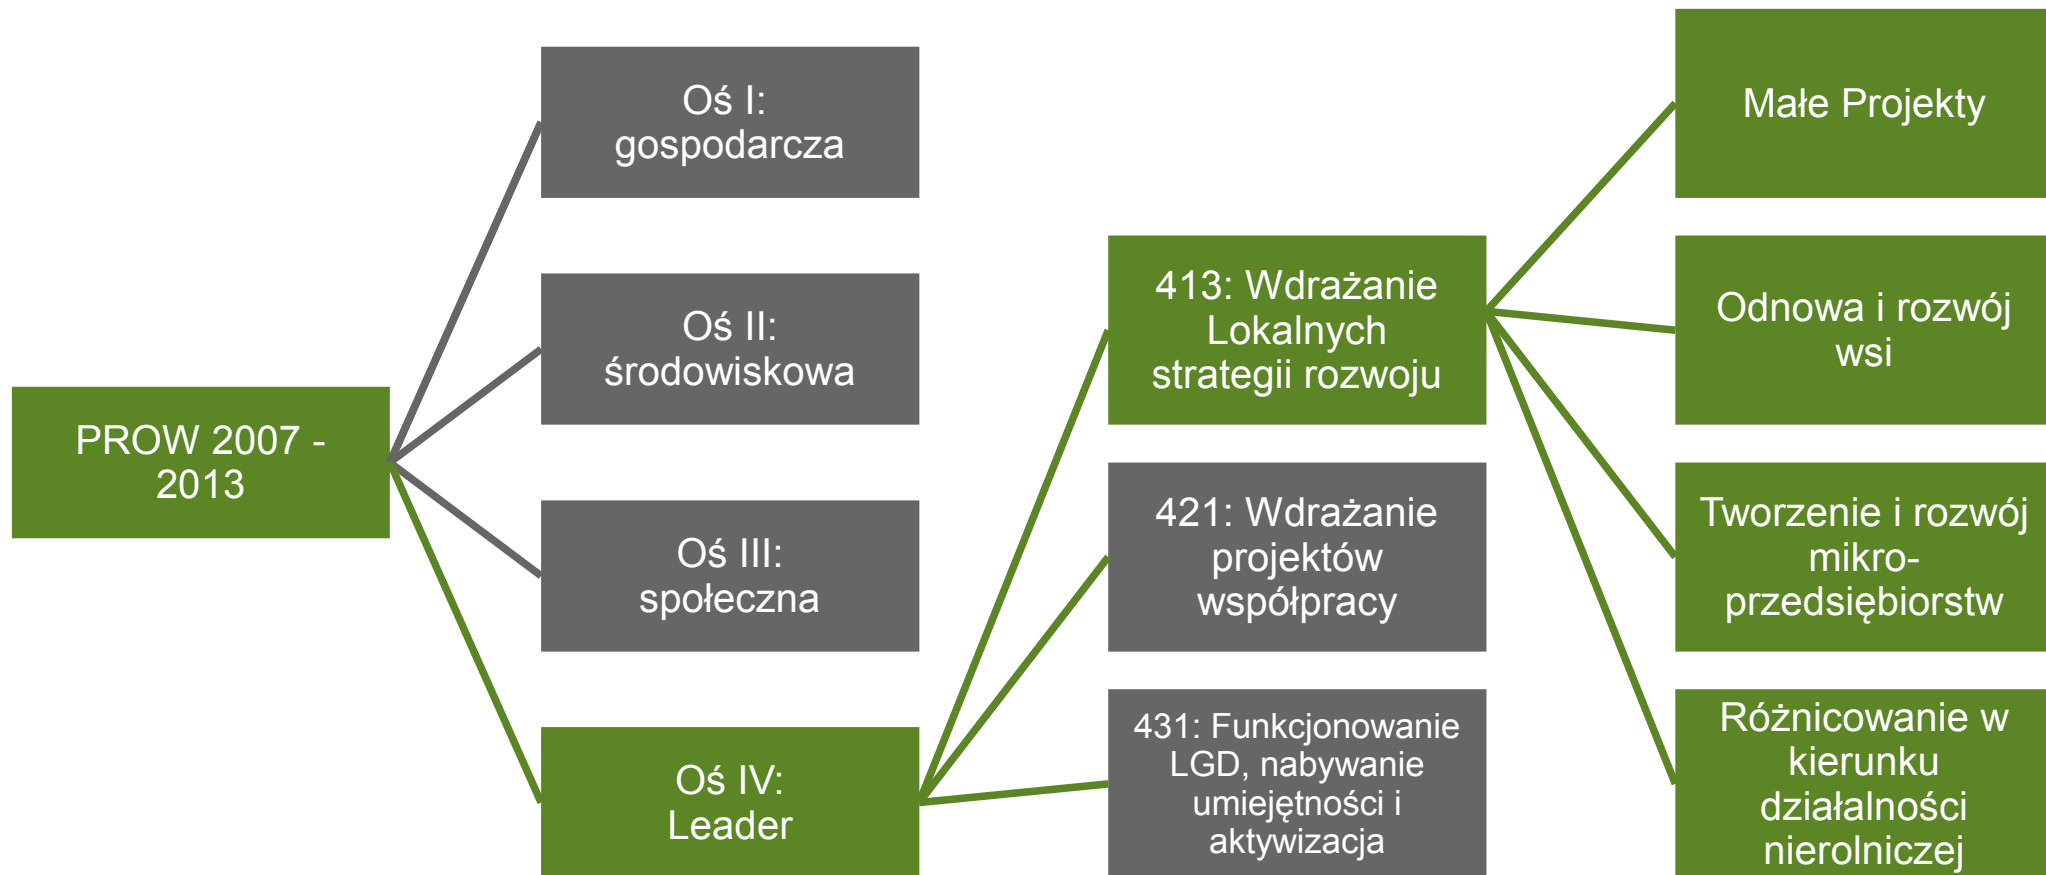 PROW 2007 -
2013
Oś I:
gospodarcza
Oś II:
środowiskowa
Oś III:
społeczna
Oś IV:
Leader
413: Wdrażanie
Lokalnych
strategii rozwoju
421: Wdrażanie
projektów
współpracy
431: Funkcjonowanie
LGD, nabywanie
umiejętności i
aktywizacja
Małe Projekty
Odnowa i rozwój
wsi
Tworzenie i rozwój
mikro-
przedsiębiorstw
Różnicowanie w
kierunku
działalności
nierolniczej